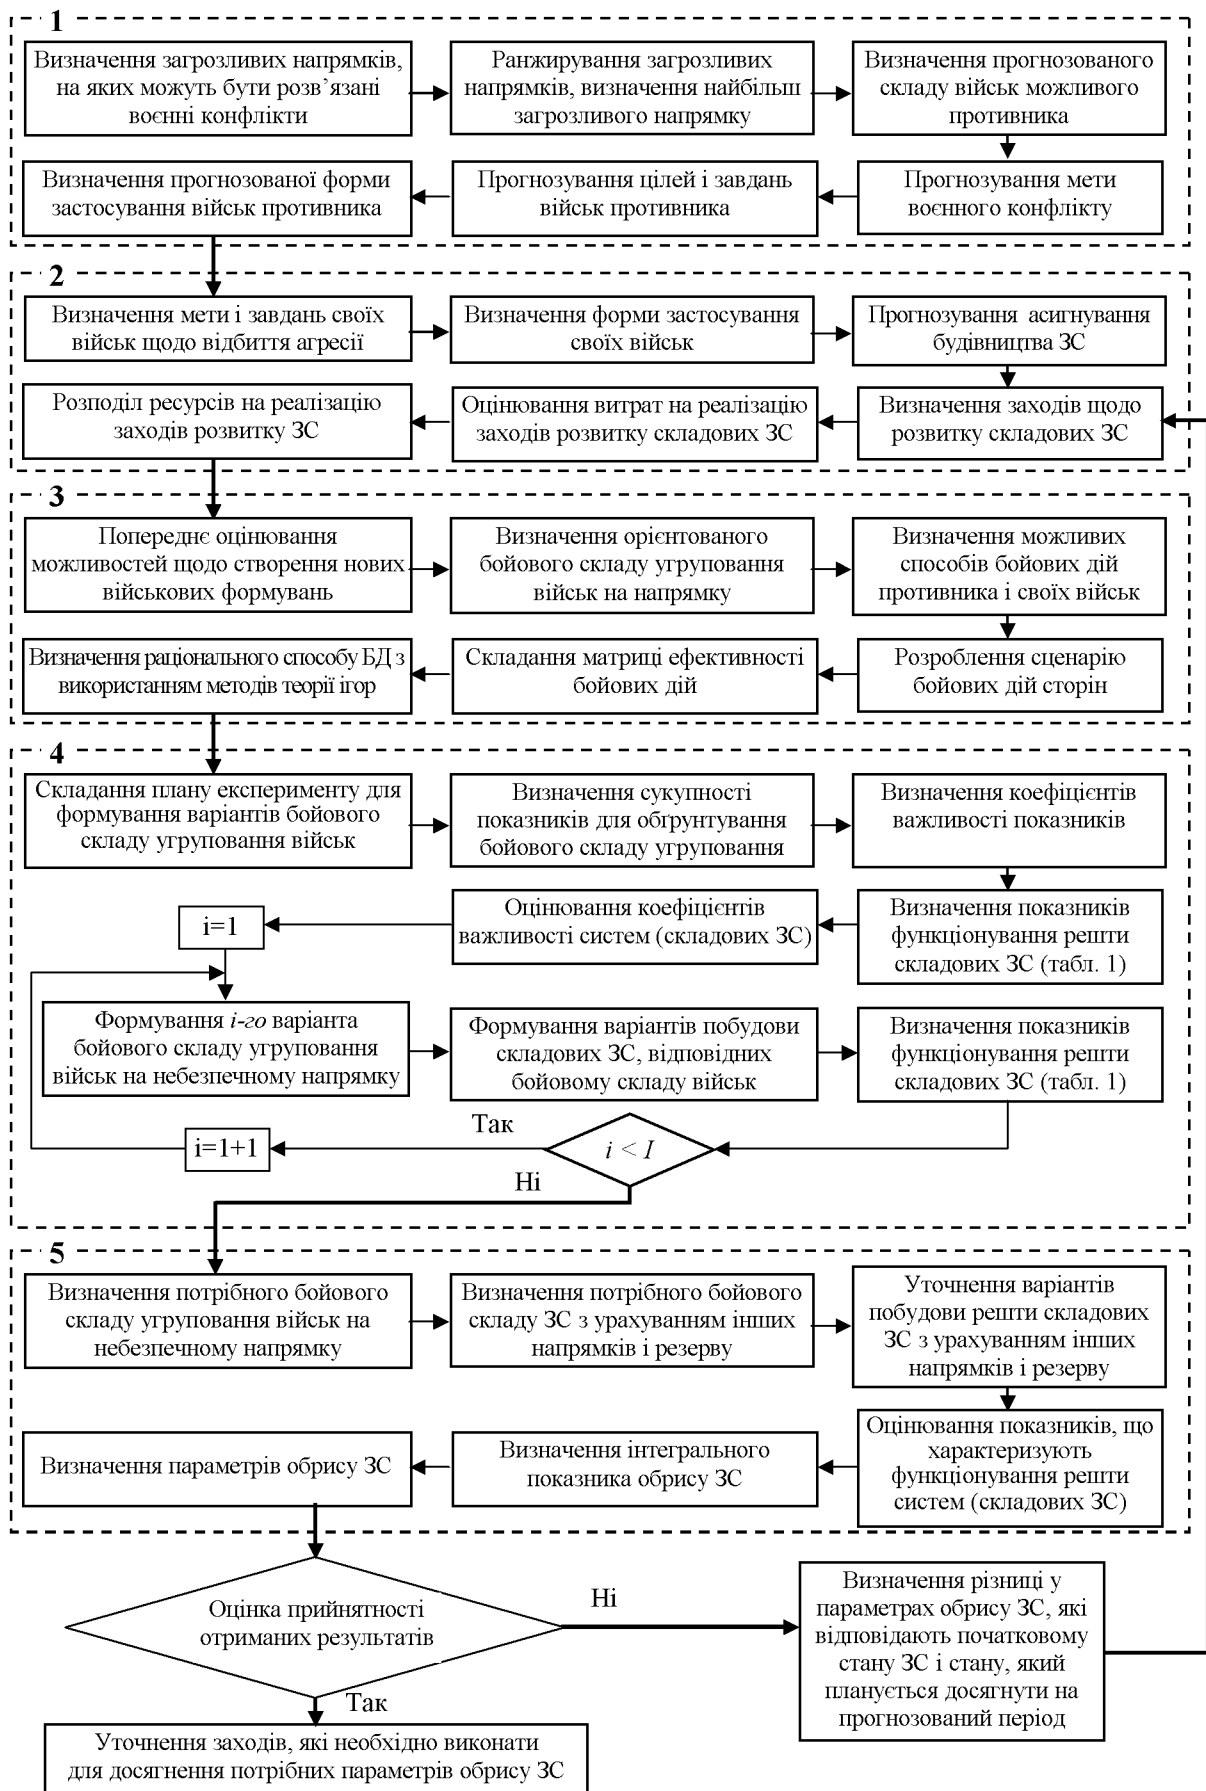 1
Визначення загрозливих напрямків,
на яких можуть бути розв’язані
воєнні конфлікти
Ранжирування загрозливих
напрямків, визначення найбільш
загрозливого напрямку
Визначення прогнозованого
складу військ можливого
противника
Визначення прогнозованої форми
застосування військ противника
Прогнозування цілей і завдань
військ противника
Прогнозування мети
воєнного конфлікту
2
Визначення мети і завдань своїх
військ щодо відбиття агресії
Визначення форми застосування
своїх військ
Прогнозування асигнування
будівництва ЗС
Розподіл ресурсів на реалізацію
заходів розвитку ЗС
Оцінювання витрат на реалізацію
заходів розвитку складових ЗС
Визначення заходів щодо
розвитку складових ЗС
3
Попереднє оцінювання
можливостей щодо створення нових
військових формувань
Визначення орієнтованого
бойового складу угруповання
військ на напрямку
Визначення можливих
способів бойових дій
противника і своїх військ
Визначення раціонального способу БД з
використанням методів теорії ігор
Складання матриці ефективності
бойових дій
Розроблення сценарію
бойових дій сторін
4
Складання плану експерименту для
формування варіантів бойового
складу угруповання військ
Визначення сукупності
показників для обґрунтування
бойового складу угруповання
Визначення коефіцієнтів
важливості показників
i=1
Оцінювання коефіцієнтів
важливості систем (складових ЗС)
Визначення показників
функціонування решти
складових ЗС (табл. 1)
Формування i-го варіанта
бойового складу угруповання
військ на небезпечному напрямку
Формування варіантів побудови
складових ЗС, відповідних
бойовому складу військ
Визначення показників
функціонування решти
складових ЗС (табл. 1)
Так
i=1+1
i < I
Ні
5
Визначення потрібного бойового
складу угруповання військ на
небезпечному напрямку
Визначення потрібного бойового
складу ЗС з урахуванням інших
напрямків і резерву
Уточнення варіантів
побудови решти складових
ЗС з урахуванням інших
напрямків і резерву
Визначення параметрів обрису ЗС
Визначення інтегрального
показника обрису ЗС
Оцінювання показників, що
характеризують
функціонування решти
систем (складових ЗС)
Оцінка прийнятності
отриманих результатів
Ні
Визначення різниці у
параметрах обрису ЗС, які
відповідають початковому
стану ЗС і стану, який
планується досягнути на
прогнозований період
Так
Уточнення заходів, які необхідно виконати
для досягнення потрібних параметрів обрису ЗС